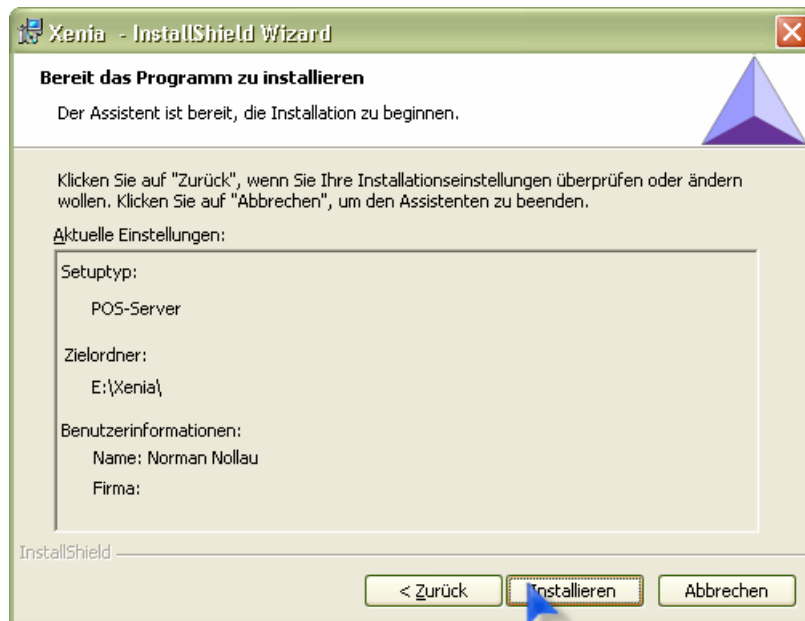 Xenia - InstallShield Wizard
Bereit das Programm zu installieren
Der Assistent ist bereit, die Installation zu beginnen.
Klicken Sie auf "Zurück", wenn Sie Ihre Installationseinstellungen überprüfen oder ändern
wollen. Klicken Sie auf "Abbrechen", um den Assistenten zu beenden.
Aktuelle Einstellungen:
Setuptyp:
POS-Server
Zielordner:
E:\Xenia\
Benutzerinformationen:
Name: Norman Nollau
Firma:
InstallShield
< Zurück
Installieren
Abbrechen